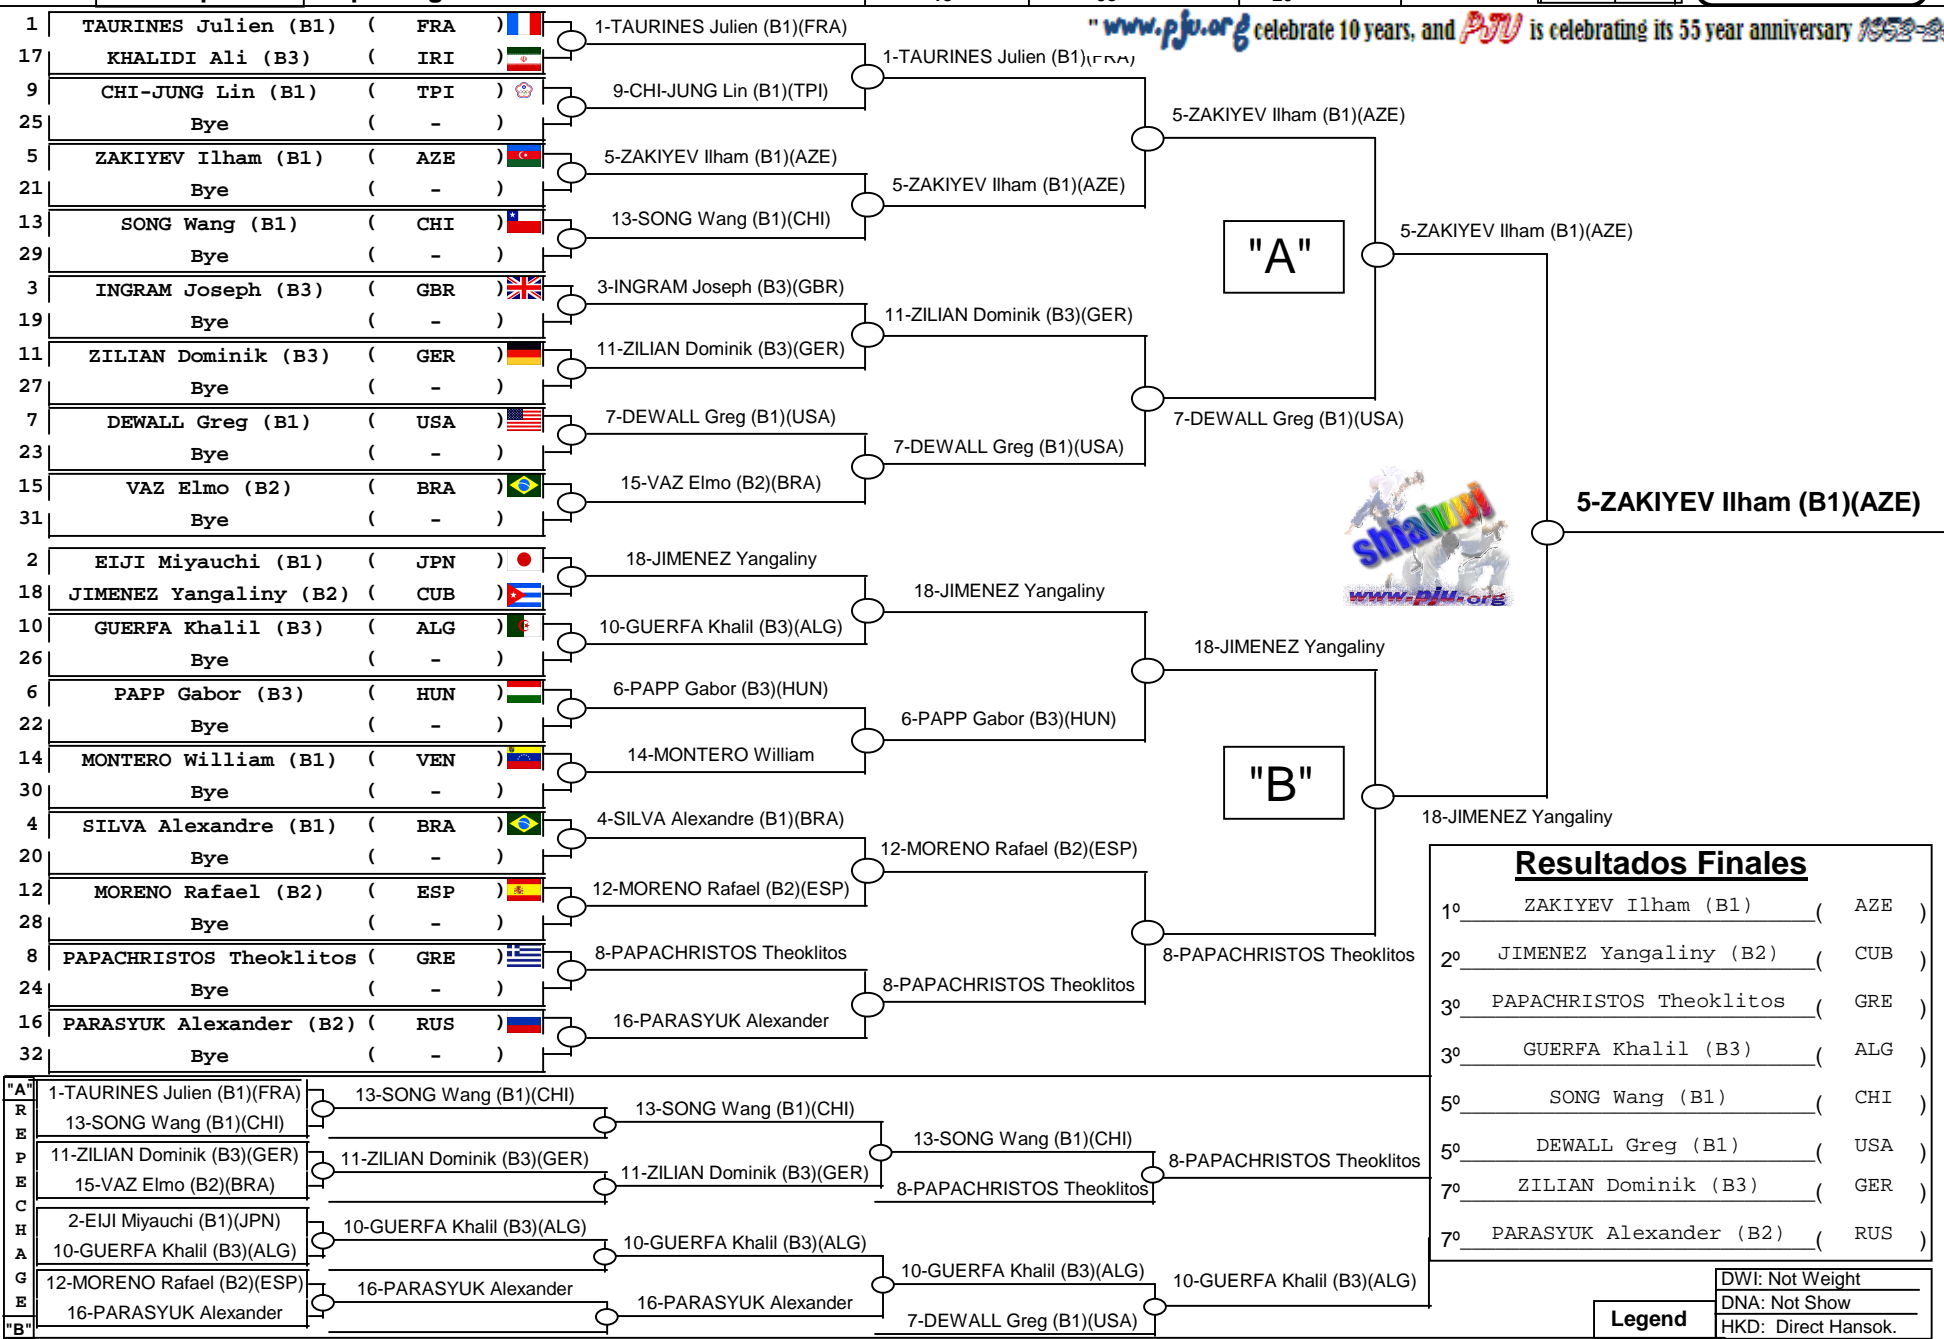 "www.pju.org celebrate 10 years, and PJU is celebrating its 55 year anniversary
1 TAURINES Julien (B1) ( FRA )
17 KHALIDI Ali (B3) ( IRI )
9 CHI-JUNG Lin (B1) ( TPI )
25 Bye ( - )
5 ZAKIYEV Ilham (B1) ( AZE )
21 Bye ( - )
13 SONG Wang (B1) ( CHI )
29 Bye ( - )
3 INGRAM Joseph (B3) ( GBR )
19 Bye ( - )
11 ZILIAN Dominik (B3) ( GER )
27 Bye ( - )
7 DEWALL Greg (B1) ( USA )
23 Bye ( - )
15 VAZ Elmo (B2) ( BRA )
31 Bye ( - )
2 EIJI Miyauchi (B1) ( JPN )
18 JIMENEZ Yangaliny (B2) ( CUB )
10 GUERFA Khalil (B3) ( ALG )
26 Bye ( - )
6 PAPP Gabor (B3) ( HUN )
22 Bye ( - )
14 MONTERO William (B1) ( VEN )
30 Bye ( - )
4 SILVA Alexandre (B1) ( BRA )
20 Bye ( - )
12 MORENO Rafael (B2) ( ESP )
28 Bye ( - )
8 PAPACHRISTOS Theoklitos ( GRE )
24 Bye ( - )
16 PARASYUK Alexander (B2) ( RUS )
32 Bye ( - )
1-TAURINES Julien (B1)(FRA)
9-CHI-JUNG Lin (B1)(TPI)
5-ZAKIYEV Ilham (B1)(AZE)
13-SONG Wang (B1)(CHI)
3-INGRAM Joseph (B3)(GBR)
11-ZILIAN Dominik (B3)(GER)
7-DEWALL Greg (B1)(USA)
15-VAZ Elmo (B2)(BRA)
18-JIMENEZ Yangaliny
10-GUERFA Khalil (B3)(ALG)
6-PAPP Gabor (B3)(HUN)
14-MONTERO William
4-SILVA Alexandre (B1)(BRA)
12-MORENO Rafael (B2)(ESP)
8-PAPACHRISTOS Theoklitos
16-PARASYUK Alexander
1-TAURINES Julien (B1)(FRA)
5-ZAKIYEV Ilham (B1)(AZE)
11-ZILIAN Dominik (B3)(GER)
7-DEWALL Greg (B1)(USA)
18-JIMENEZ Yangaliny
6-PAPP Gabor (B3)(HUN)
12-MORENO Rafael (B2)(ESP)
8-PAPACHRISTOS Theoklitos
5-ZAKIYEV Ilham (B1)(AZE)
7-DEWALL Greg (B1)(USA)
18-JIMENEZ Yangaliny
8-PAPACHRISTOS Theoklitos
"A"
"B"
5-ZAKIYEV Ilham (B1)(AZE)
18-JIMENEZ Yangaliny
shiaipju
www.pju.org
5-ZAKIYEV Ilham (B1)(AZE)
Resultados Finales
1º ZAKIYEV Ilham (B1) ( AZE )
2º JIMENEZ Yangaliny (B2) ( CUB )
3º PAPACHRISTOS Theoklitos ( GRE )
3º GUERFA Khalil (B3) ( ALG )
5º SONG Wang (B1) ( CHI )
5º DEWALL Greg (B1) ( USA )
7º ZILIAN Dominik (B3) ( GER )
7º PARASYUK Alexander (B2) ( RUS )
"A"
REPECHAGE
"B"
1-TAURINES Julien (B1)(FRA)
13-SONG Wang (B1)(CHI)
11-ZILIAN Dominik (B3)(GER)
15-VAZ Elmo (B2)(BRA)
2-EIJI Miyauchi (B1)(JPN)
10-GUERFA Khalil (B3)(ALG)
12-MORENO Rafael (B2)(ESP)
16-PARASYUK Alexander
13-SONG Wang (B1)(CHI)
11-ZILIAN Dominik (B3)(GER)
10-GUERFA Khalil (B3)(ALG)
16-PARASYUK Alexander
13-SONG Wang (B1)(CHI)
11-ZILIAN Dominik (B3)(GER)
10-GUERFA Khalil (B3)(ALG)
16-PARASYUK Alexander
13-SONG Wang (B1)(CHI)
8-PAPACHRISTOS Theoklitos
10-GUERFA Khalil (B3)(ALG)
7-DEWALL Greg (B1)(USA)
8-PAPACHRISTOS Theoklitos
10-GUERFA Khalil (B3)(ALG)
Legend
DWI: Not Weight
DNA: Not Show
HKD: Direct Hansok.